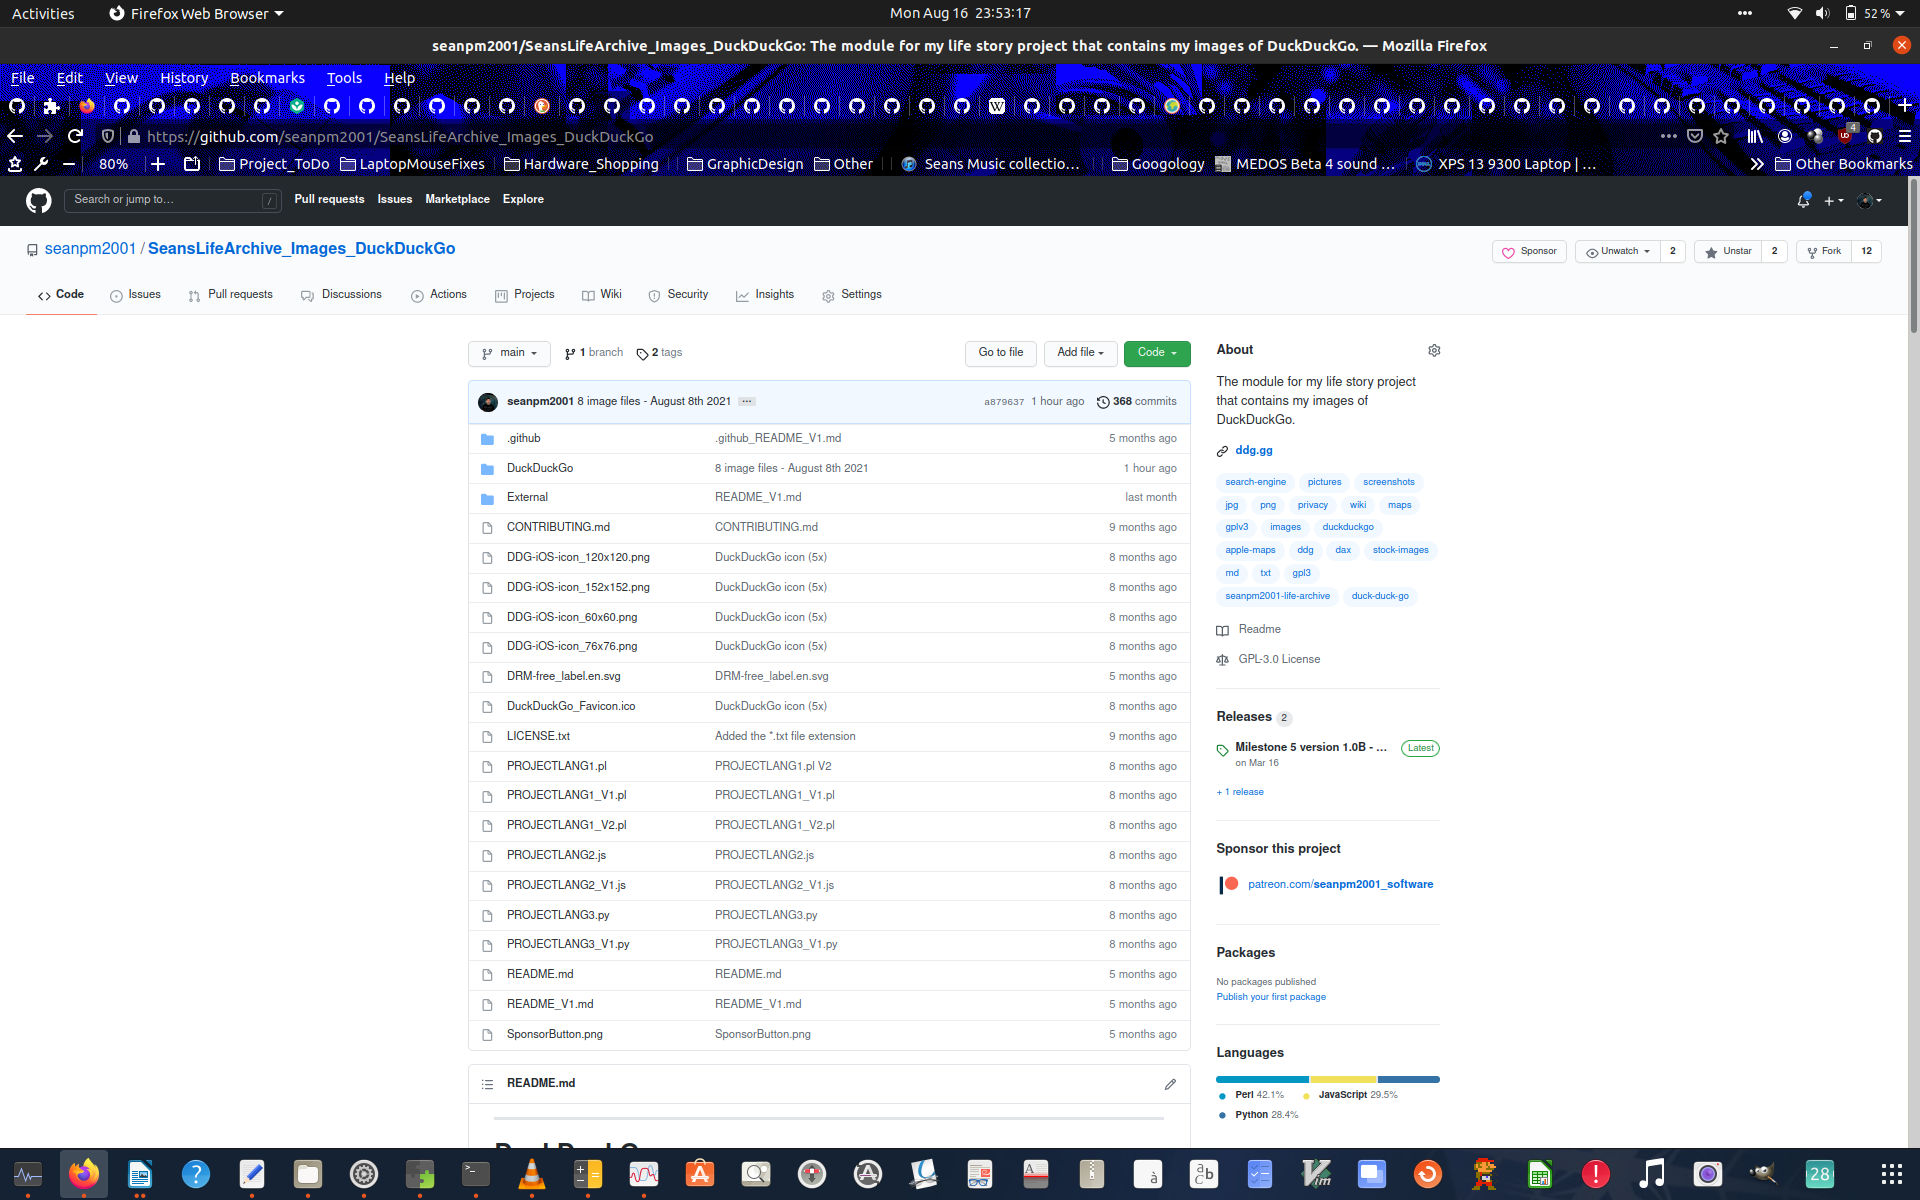 Activities Firefox Web Browser Mon Aug 16 23:53:17 52 %
seanpm2001/SeansLifeArchive_Images_DuckDuckGo: The module for my life story project that contains my images of DuckDuckGo. — Mozilla Firefox
File Edit View History Bookmarks Tools Help
https://github.com/seanpm2001/SeansLifeArchive_Images_DuckDuckGo 4
80% Project_ToDo LaptopMouseFixes Hardware_Shopping GraphicDesign Other Seans Music collectio… Googology MEDOS Beta 4 sound … XPS 13 9300 Laptop | … Other Bookmarks
Search or jump to… / Pull requests Issues Marketplace Explore
seanpm2001 / SeansLifeArchive_Images_DuckDuckGo Sponsor Unwatch 2 Unstar 2 Fork 12
Code Issues Pull requests Discussions Actions Projects Wiki Security Insights Settings
main 1 branch 2 tags Go to file Add file Code
seanpm2001 8 image files - August 8th 2021 … a879637 1 hour ago 368 commits
.github .github_README_V1.md 5 months ago
DuckDuckGo 8 image files - August 8th 2021 1 hour ago
External README_V1.md last month
CONTRIBUTING.md CONTRIBUTING.md 9 months ago
DDG-iOS-icon_120x120.png DuckDuckGo icon (5x) 8 months ago
DDG-iOS-icon_152x152.png DuckDuckGo icon (5x) 8 months ago
DDG-iOS-icon_60x60.png DuckDuckGo icon (5x) 8 months ago
DDG-iOS-icon_76x76.png DuckDuckGo icon (5x) 8 months ago
DRM-free_label.en.svg DRM-free_label.en.svg 5 months ago
DuckDuckGo_Favicon.ico DuckDuckGo icon (5x) 8 months ago
LICENSE.txt Added the *.txt file extension 9 months ago
PROJECTLANG1.pl PROJECTLANG1.pl V2 8 months ago
PROJECTLANG1_V1.pl PROJECTLANG1_V1.pl 8 months ago
PROJECTLANG1_V2.pl PROJECTLANG1_V2.pl 8 months ago
PROJECTLANG2.js PROJECTLANG2.js 8 months ago
PROJECTLANG2_V1.js PROJECTLANG2_V1.js 8 months ago
PROJECTLANG3.py PROJECTLANG3.py 8 months ago
PROJECTLANG3_V1.py PROJECTLANG3_V1.py 8 months ago
README.md README.md 5 months ago
README_V1.md README_V1.md 5 months ago
SponsorButton.png SponsorButton.png 5 months ago
README.md
About
The module for my life story project
that contains my images of
DuckDuckGo.
ddg.gg
search-engine pictures screenshots
jpg png privacy wiki maps
gplv3 images duckduckgo
apple-maps ddg dax stock-images
md txt gpl3
seanpm2001-life-archive duck-duck-go
Readme
GPL-3.0 License
Releases 2
Milestone 5 version 1.0B - … Latest
on Mar 16
+ 1 release
Sponsor this project
patreon.com/seanpm2001_software
Packages
No packages published
Publish your first package
Languages
Perl 42.1% JavaScript 29.5%
Python 28.4%
28